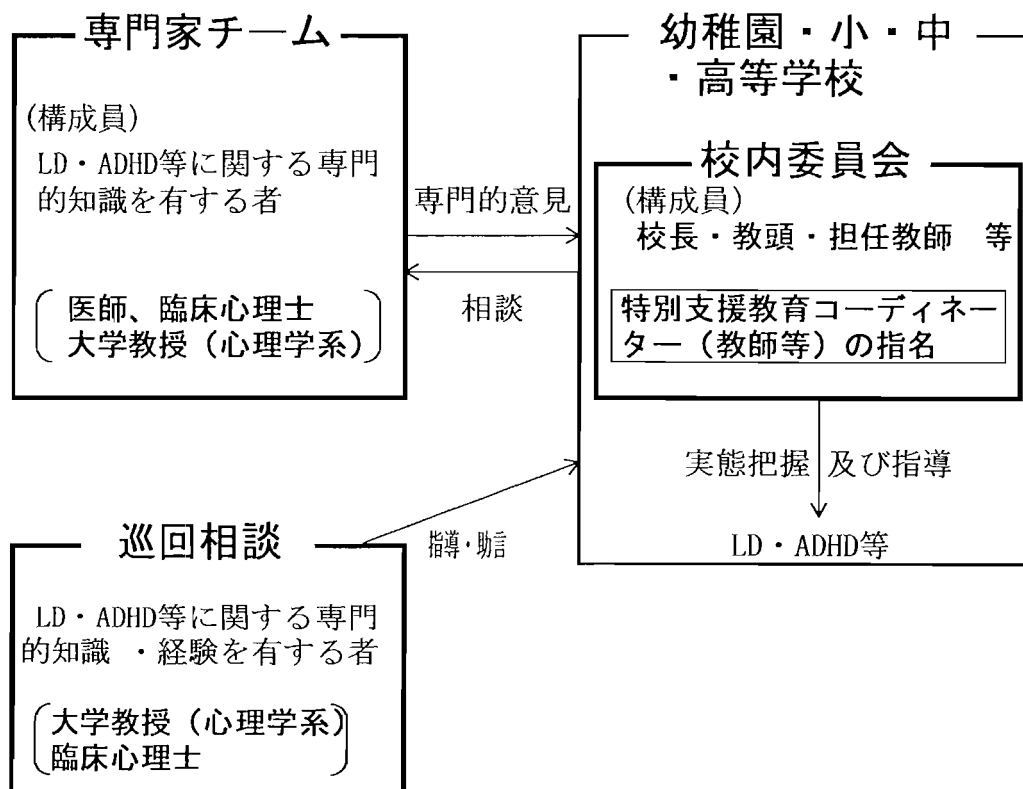 専門家チーム
(構成員)
LD・ADHD等に関する専門
的知識を有する者
医師、臨床心理士
大学教授（心理学系）
専門的意見
相談
幼稚園・小・中
・高等学校
校内委員会
(構成員)
校長・教頭・担任教師　等
特別支援教育コーディネー
ター（教師等）の指名
実態把握 及び指導
LD・ADHD等
巡回相談
LD・ADHD等に関する専門
的知識 ・経験を有する者
大学教授（心理学系）
臨床心理士
指導・助言